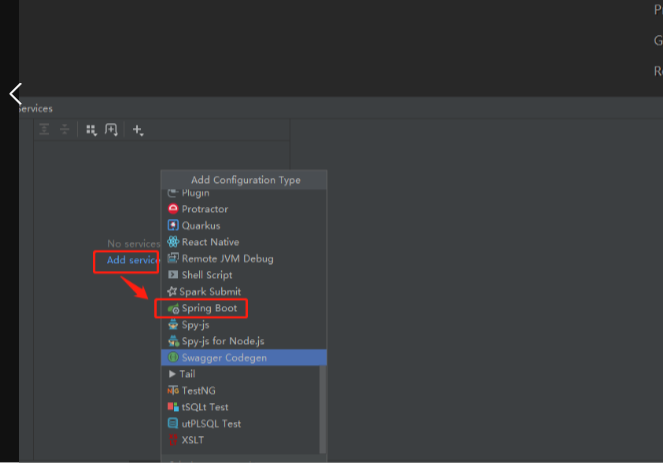 P
G
R
ervices
Add Configuration Type
Plugin
Protractor
Quarkus
React Native
Remote JVM Debug
Shell Script
Spark Submit
No services
Add service
Spring Boot
Spy-js
Spy-js for Node.js
Swagger Codegen
Tail
TestNG
tSQLt Test
utPLSQL Test
XSLT